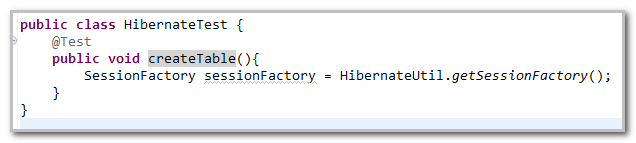 public class HibernateTest {
@Test
public void createTable(){
SessionFactory sessionFactory = HibernateUtil.getSessionFactory();
}
}